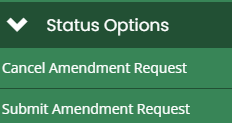 Status Options
Cancel Amendment Request
Submit Amendment Request